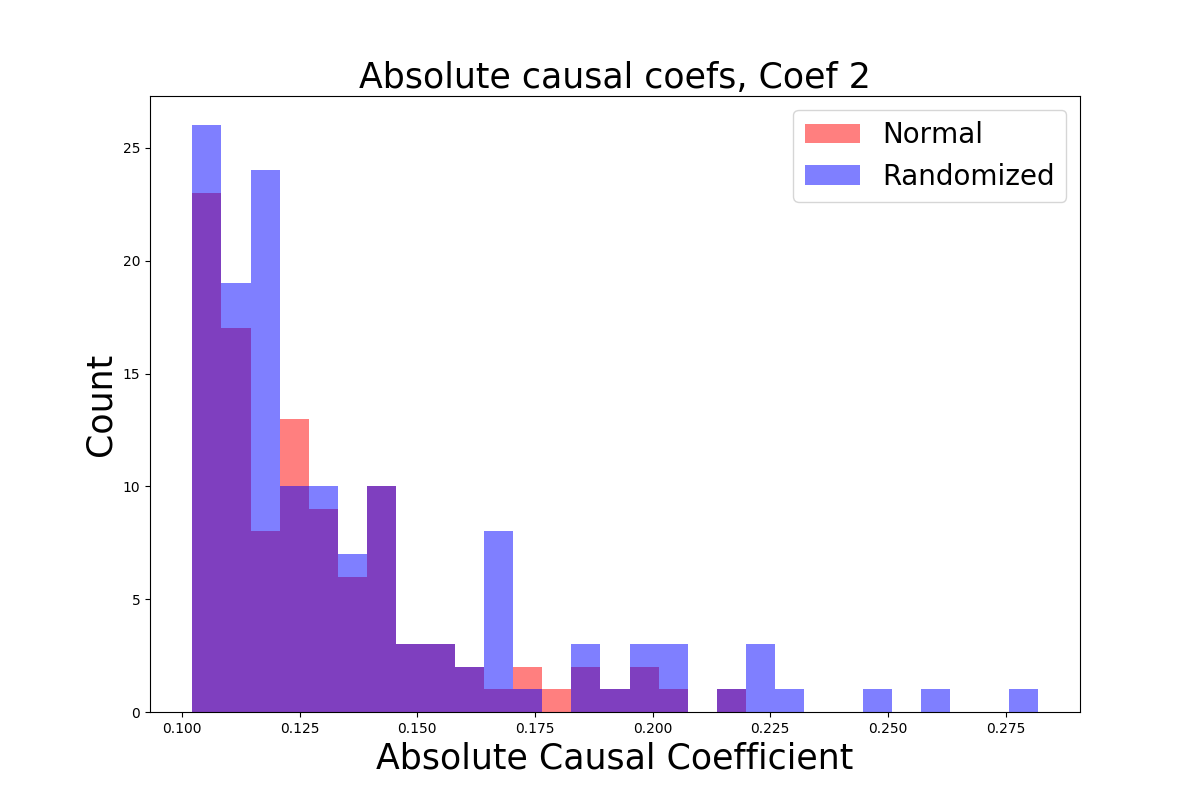 Absolute causal coefs, Coef 2
Normal
Randomized
Count
25
20
15
10
5
0
0.100 0.125 0.150 0.175 0.200 0.225 0.250 0.275
Absolute Causal Coefficient